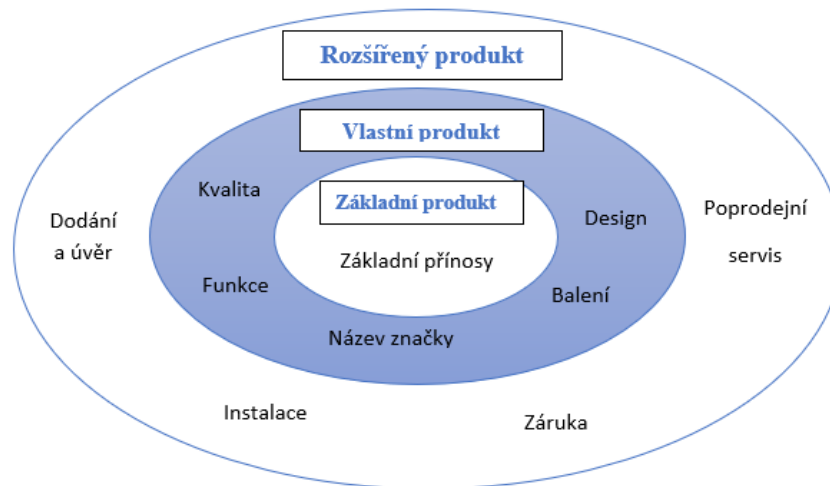 Rozšířený produkt
Vlastní produkt
Kvalita
Základní produkt
Design
Dodání
a úvěr
Poprodejní
servis
Základní přínosy
Funkce
Balení
Název značky
Instalace
Záruka